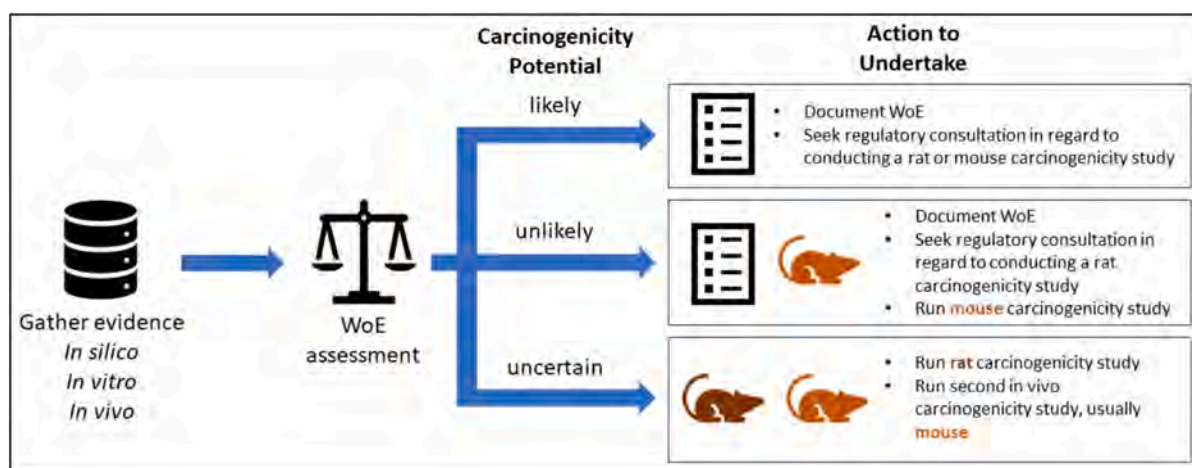 Carcinogenicity
Potential
Action to
Undertake
likely
• Document WoE
• Seek regulatory consultation in regard to
conducting a rat or mouse carcinogenicity study
Gather evidence
In silico
In vitro
In vivo
WoE
assessment
unlikely
• Document WoE
• Seek regulatory consultation in
regard to conducting a rat
carcinogenicity study
• Run mouse carcinogenicity study
uncertain
• Run rat carcinogenicity study
• Run second in vivo
carcinogenicity study, usually
mouse